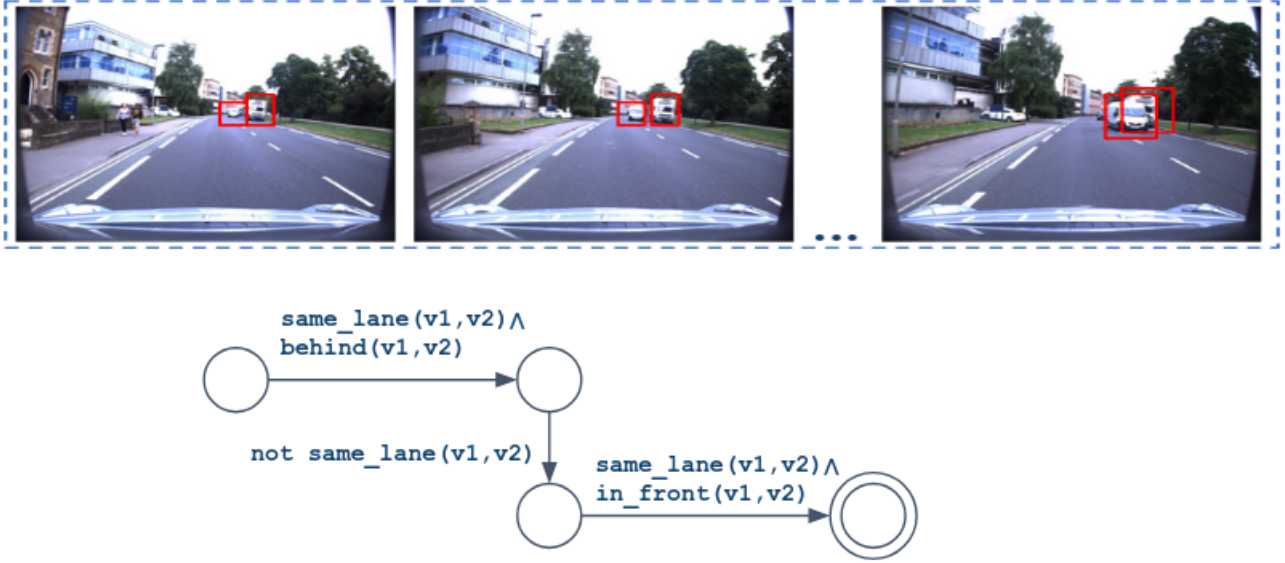 same_lane(v1,v2)∧
behind(v1,v2)
not same_lane(v1,v2)
same_lane(v1,v2)∧
in_front(v1,v2)